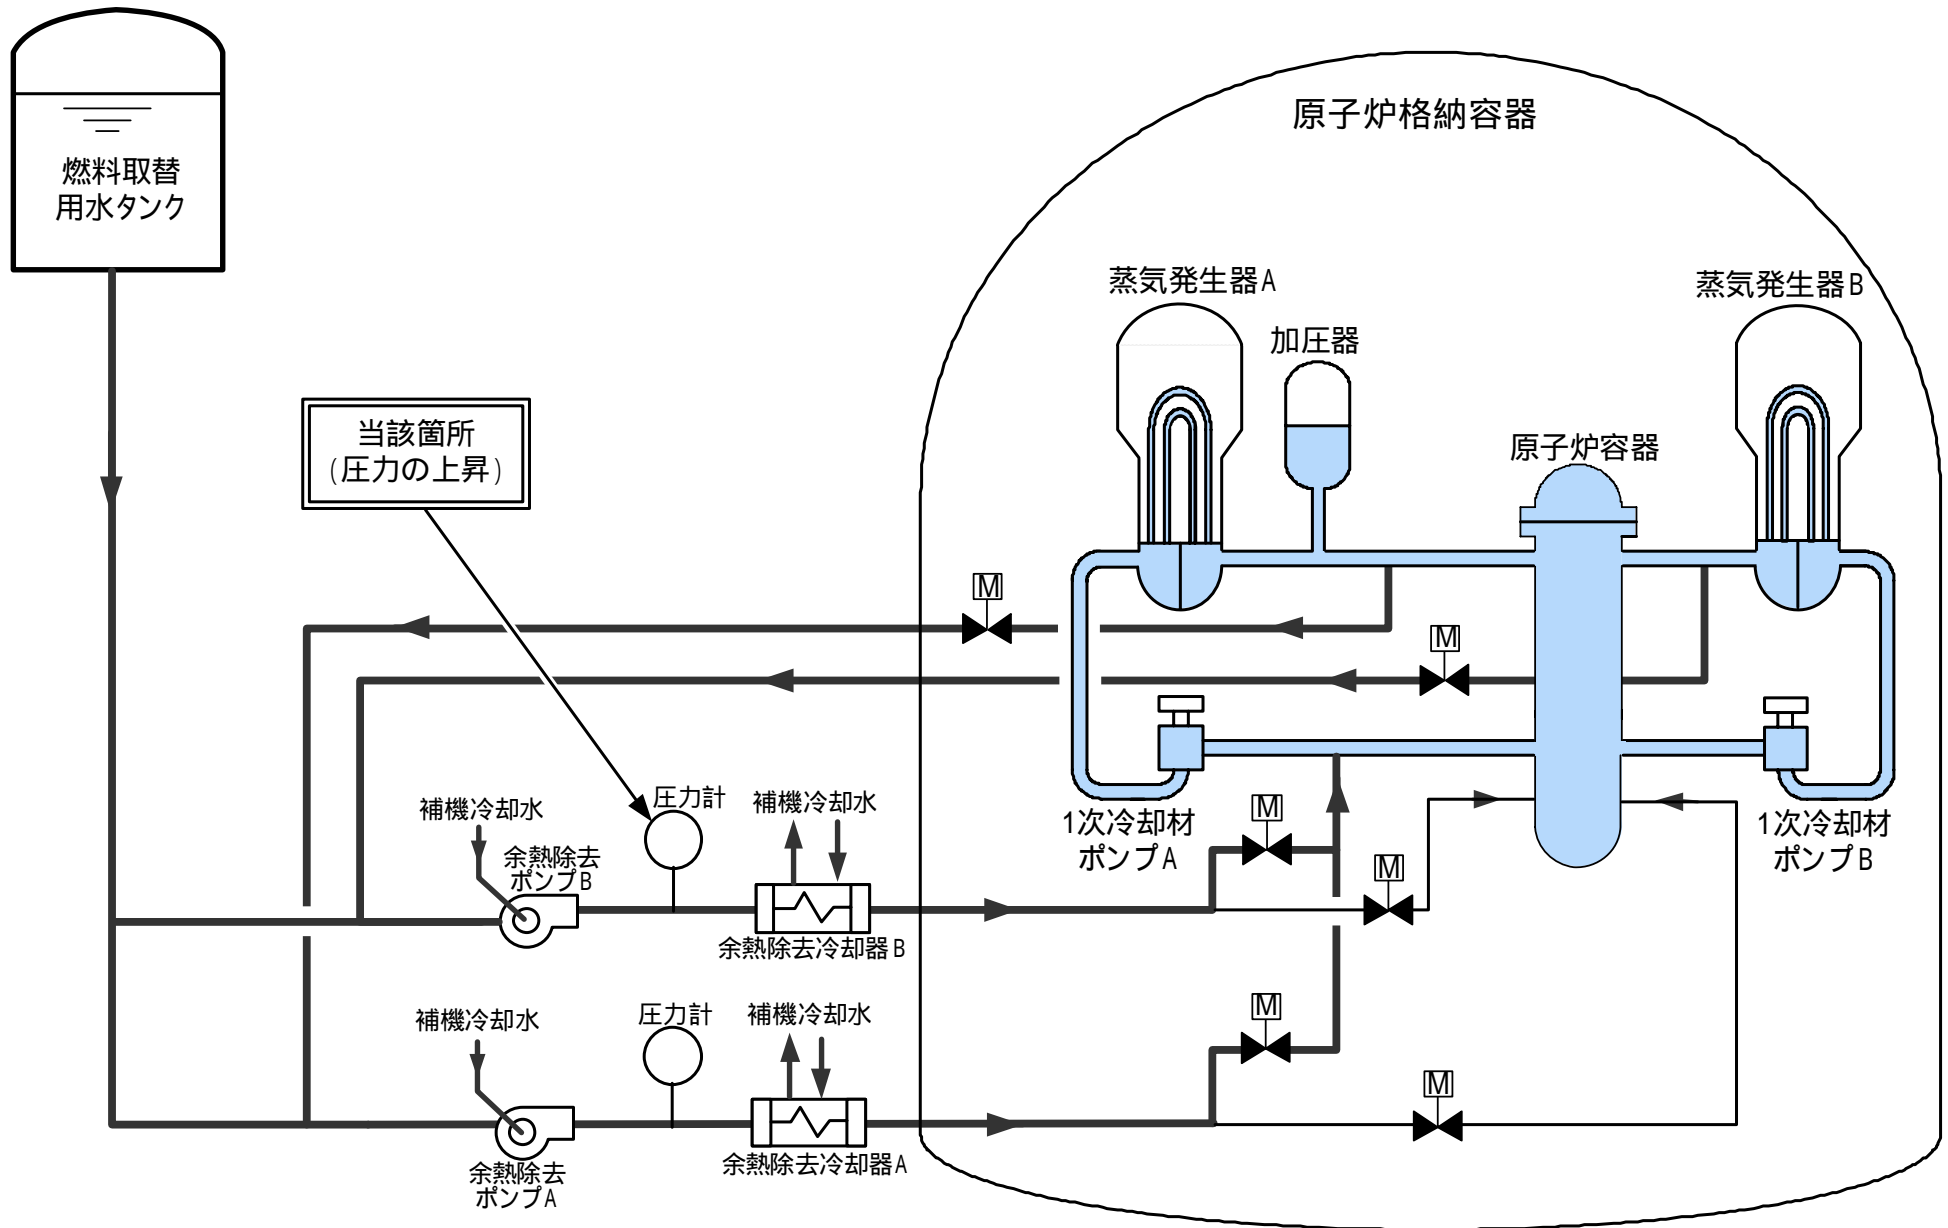 原子炉格納容器
燃料取替
用水タンク
蒸気発生器A
蒸気発生器B
加圧器
当該箇所
(圧力の上昇)
原子炉容器
M
M
補機冷却水
圧力計
補機冷却水
M
1次冷却材
ポンプA
1次冷却材
ポンプB
余熱除去
ポンプB
M
余熱除去冷却器B
補機冷却水
圧力計
補機冷却水
M
M
余熱除去
ポンプA
余熱除去冷却器A